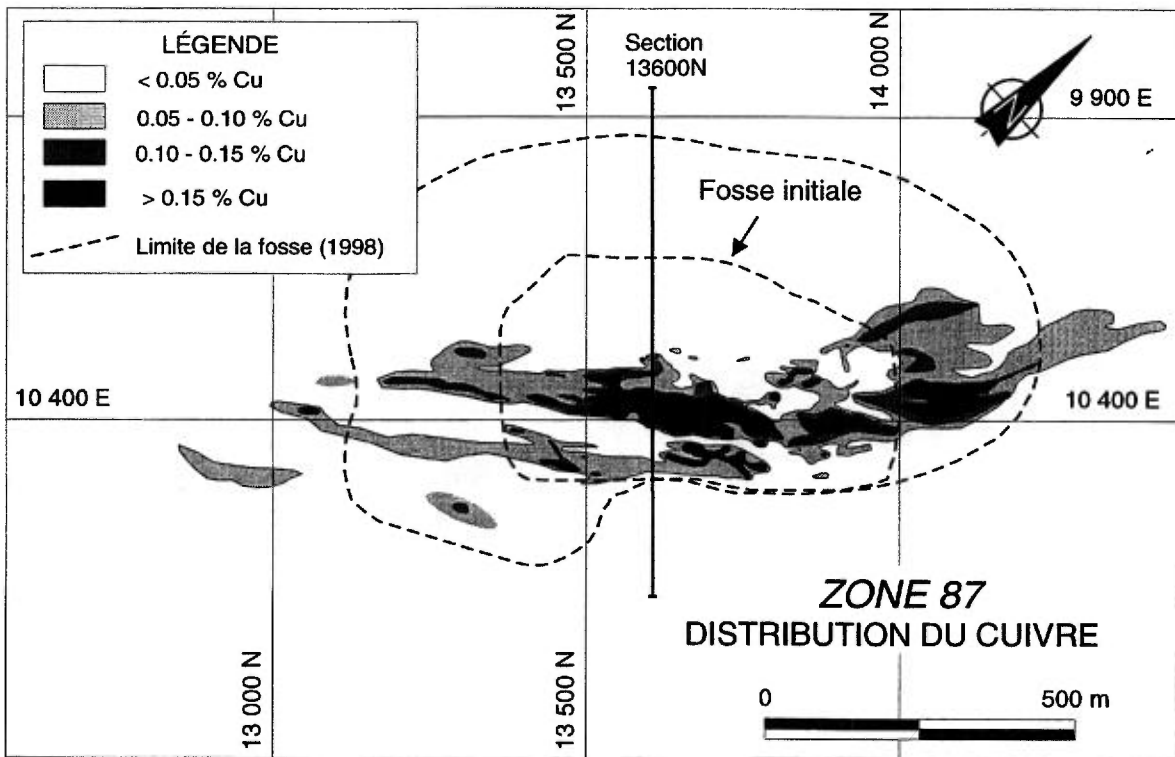 LÉGENDE
< 0.05 % Cu
0.05 - 0.10 % Cu
0.10 - 0.15 % Cu
> 0.15 % Cu
Limite de la fosse (1998)
13 500 N
Section
13600N
14 000 N
N
9 900 E
Fosse initiale
10 400 E
10 400 E
13 000 N
13 500 N
ZONE 87
DISTRIBUTION DU CUIVRE
0
500 m